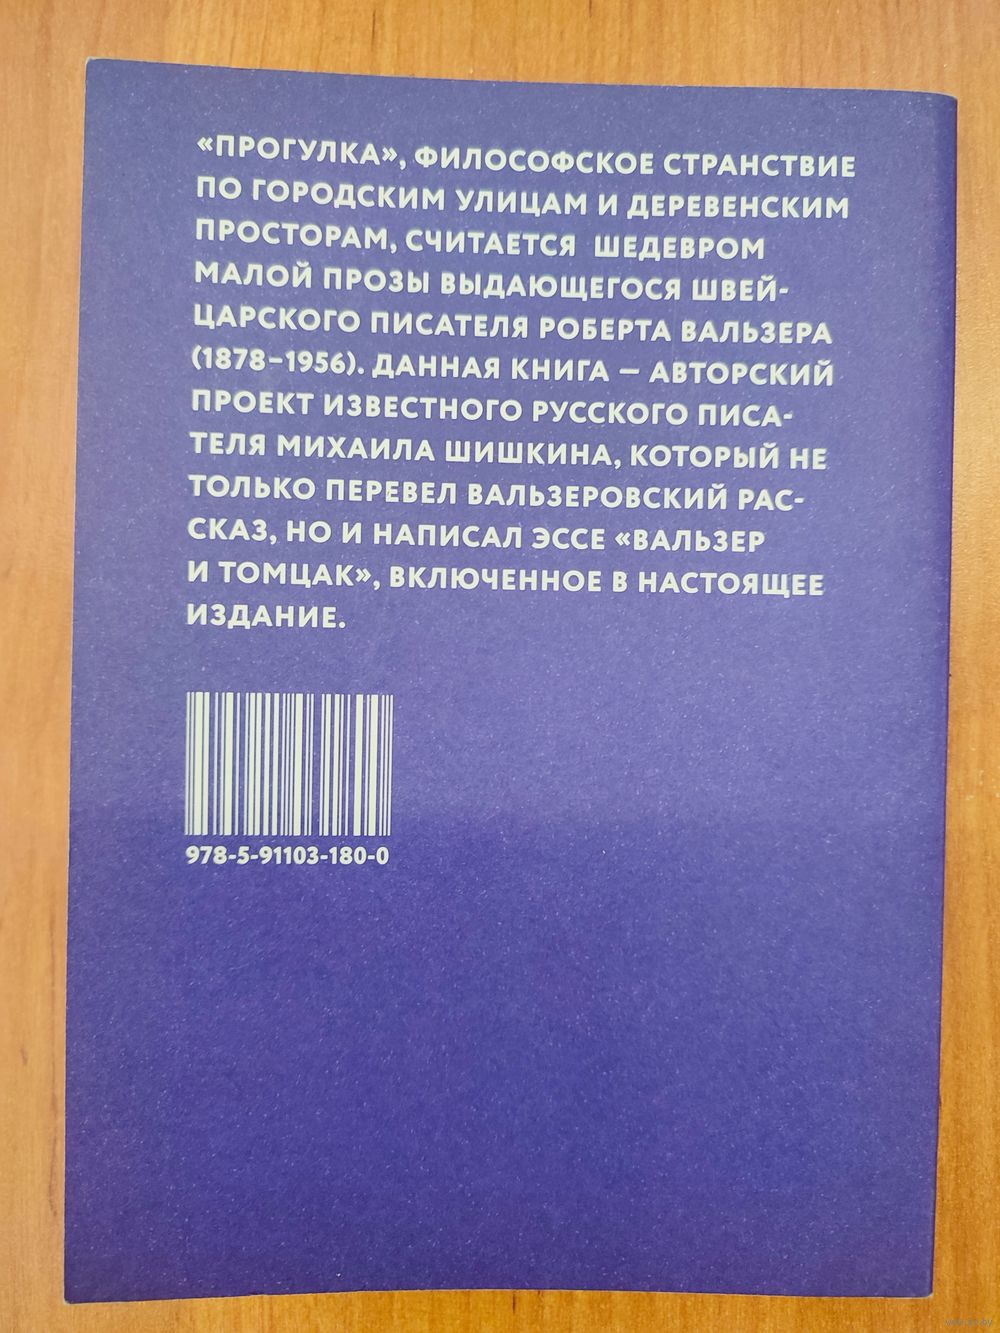 «ПРОГУЛКА», ФИЛОСОФСКОЕ СТРАНСТВИЕ
ПО ГОРОДСКИМ УЛИЦАМ И ДЕРЕВЕНСКИМ
ПРОСТОРАМ, СЧИТАЕТСЯ ШЕДЕВРОМ
МАЛОЙ ПРОЗЫ ВЫДАЮЩЕГОСЯ ШВЕЙ-
ЦАРСКОГО ПИСАТЕЛЯ РОБЕРТА ВАЛЬЗЕРА
(1878–1956). ДАННАЯ КНИГА — АВТОРСКИЙ
ПРОЕКТ ИЗВЕСТНОГО РУССКОГО ПИСА-
ТЕЛЯ МИХАИЛА ШИШКИНА, КОТОРЫЙ НЕ
ТОЛЬКО ПЕРЕВЕЛ ВАЛЬЗЕРОВСКИЙ РАС-
СКАЗ, НО И НАПИСАЛ ЭССЕ «ВАЛЬЗЕР
И ТОМЦАК», ВКЛЮЧЕННОЕ В НАСТОЯЩЕЕ
ИЗДАНИЕ.
978-5-91103-180-0